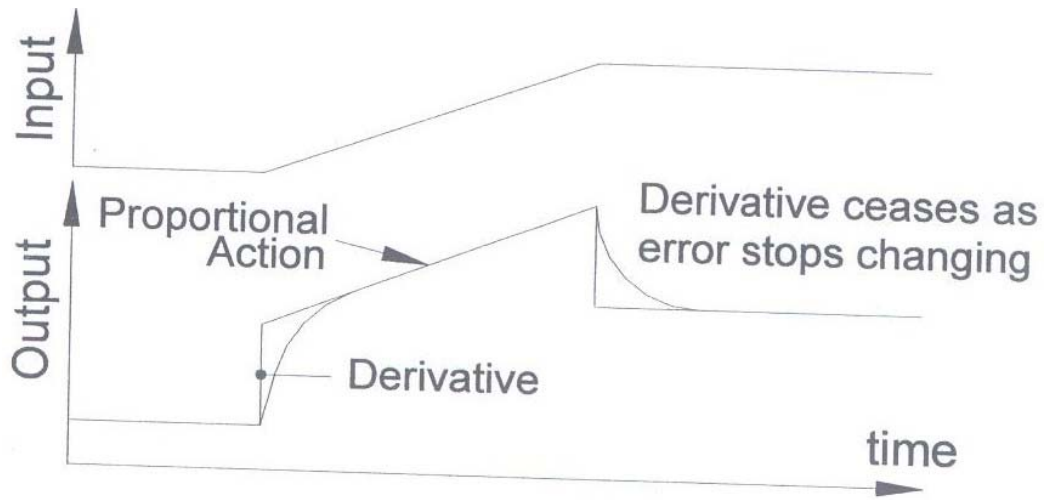 Input
Proportional
Action
Derivative ceases as
error stops changing
Output
Derivative
time